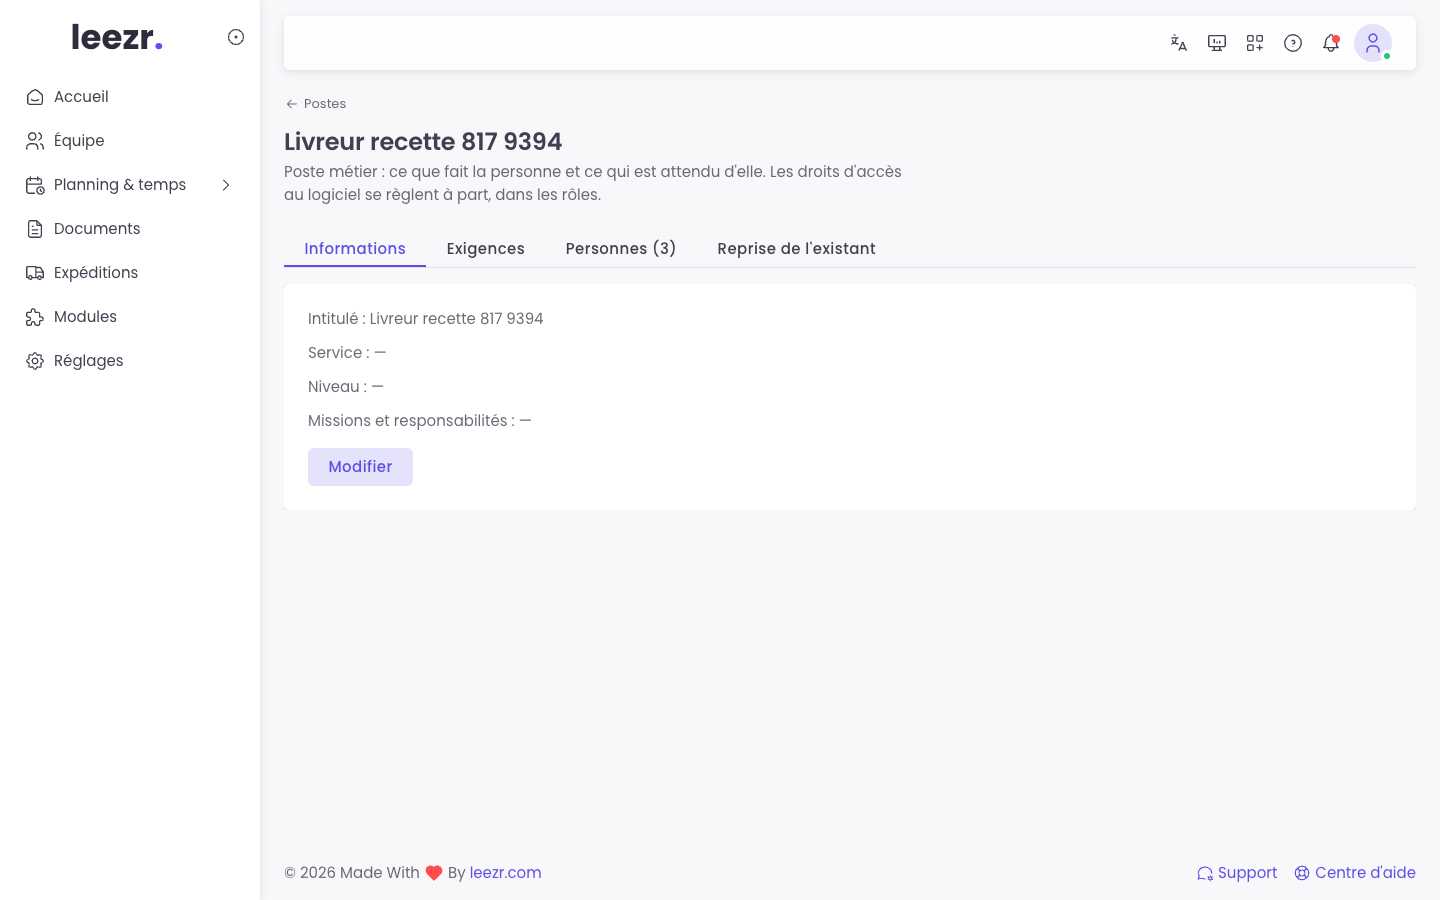 leezr.
Accueil
Équipe
Planning & temps
Documents
Expéditions
Modules
Réglages
← Postes
Livreur recette 817 9394
Poste métier : ce que fait la personne et ce qui est attendu d'elle. Les droits d'accès
au logiciel se règlent à part, dans les rôles.
Informations
Exigences
Personnes (3)
Reprise de l'existant
Intitulé : Livreur recette 817 9394
Service : —
Niveau : —
Missions et responsabilités : —
Modifier
© 2026 Made With ❤ By leezr.com
Support
Centre d'aide